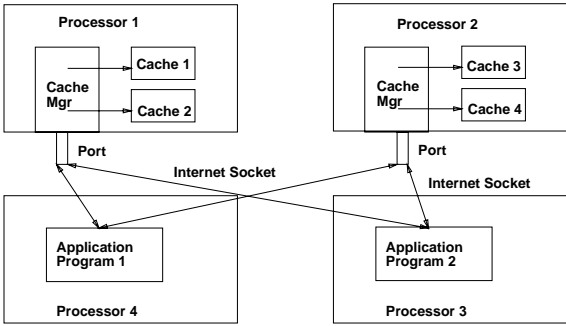 Processor 1
Cache
Mgr
Cache 1
Cache 2
Port
Processor 2
Cache
Mgr
Cache 3
Cache 4
Port
Internet Socket
Internet Socket
Application
Program 1
Processor 4
Application
Program 2
Processor 3